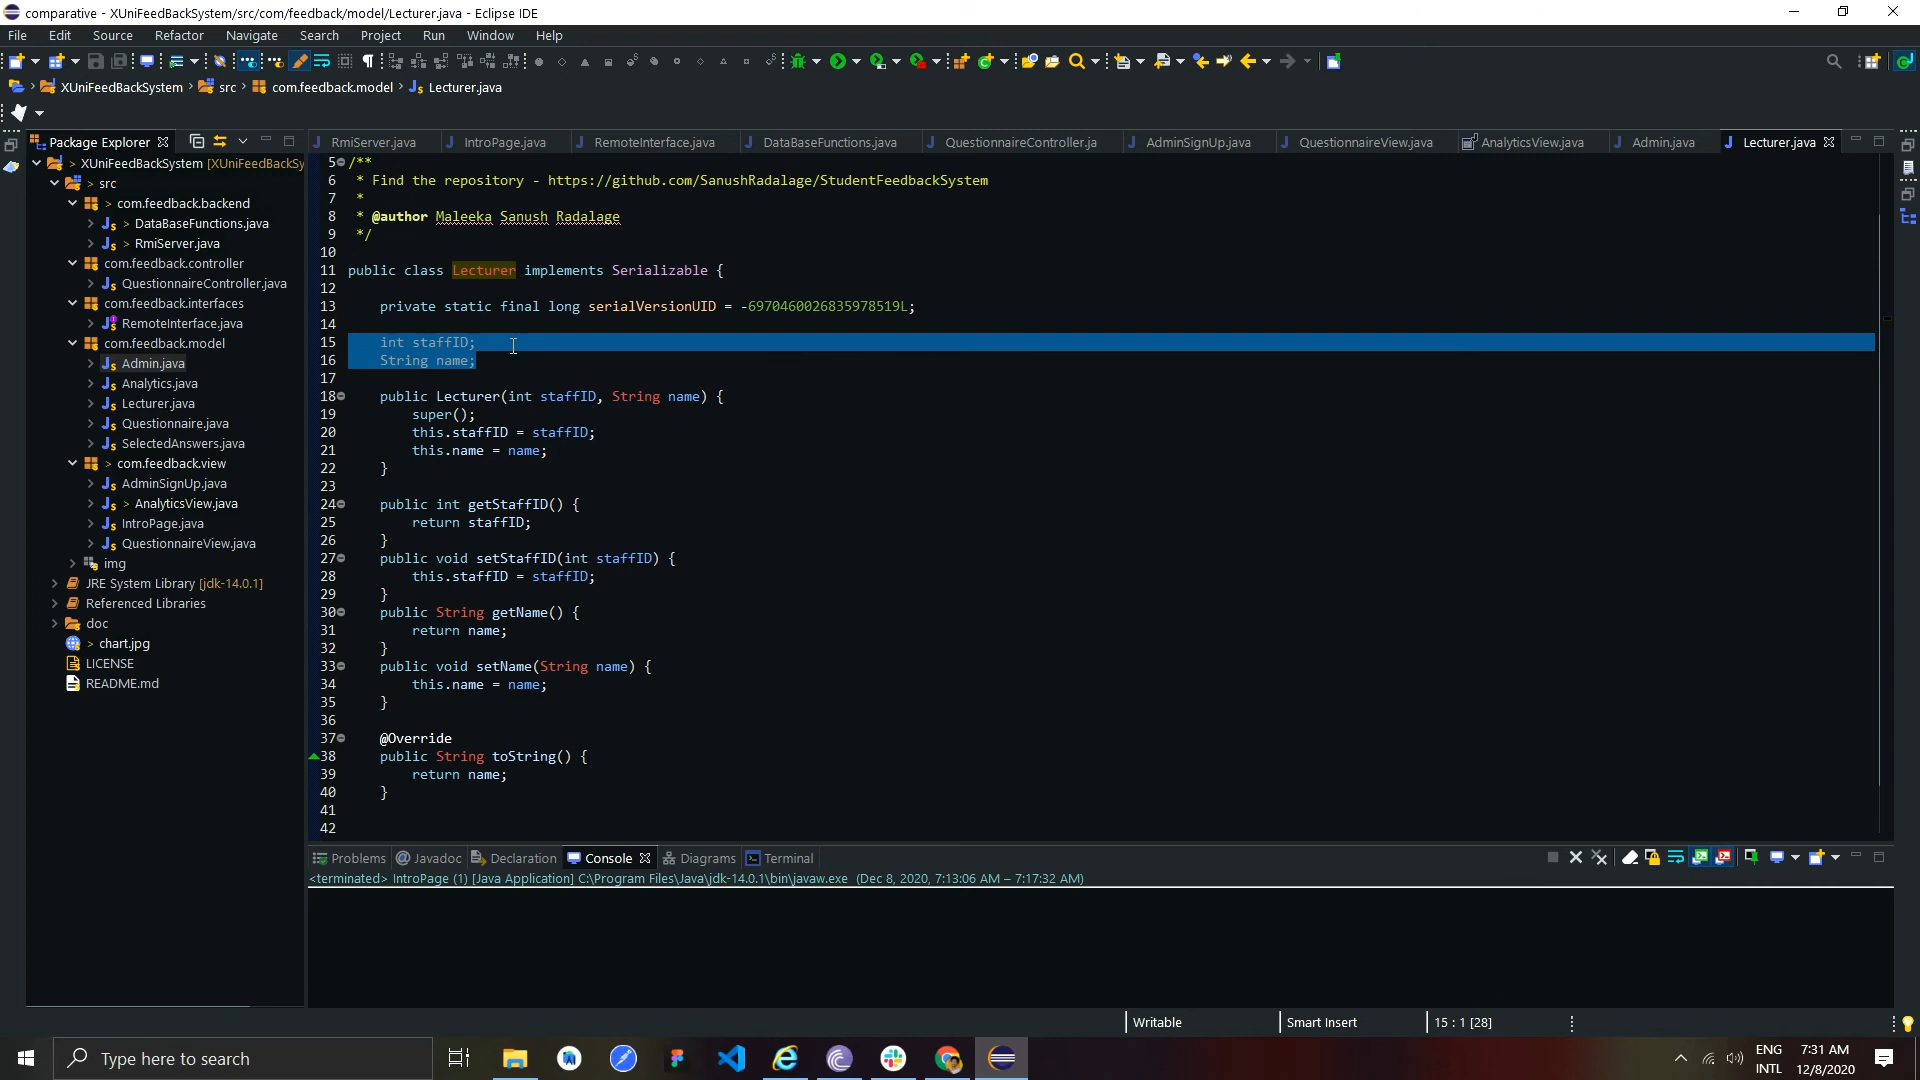 comparative - XUniFeedBackSystem/src/com/feedback/model/Lecturer.java - Eclipse IDE
File Edit Source Refactor Navigate Search Project Run Window Help
XUniFeedBackSystem src com.feedback.model Lecturer.java
Package Explorer
RmiServer.java IntroPage.java RemoteInterface.java DataBaseFunctions.java QuestionnaireController.ja AdminSignUp.java QuestionnaireView.java AnalyticsView.java Admin.java Lecturer.java
> XUniFeedBackSystem [XUniFeedBackSy
> src
> com.feedback.backend
> DataBaseFunctions.java
> RmiServer.java
com.feedback.controller
QuestionnaireController.java
com.feedback.interfaces
RemoteInterface.java
com.feedback.model
Admin.java
Analytics.java
Lecturer.java
Questionnaire.java
SelectedAnswers.java
> com.feedback.view
AdminSignUp.java
> AnalyticsView.java
IntroPage.java
QuestionnaireView.java
img
JRE System Library [jdk-14.0.1]
Referenced Libraries
doc
> chart.jpg
LICENSE
README.md
5 /**
6 * Find the repository - https://github.com/SanushRadalage/StudentFeedbackSystem
7 *
8 * @author Maleeka Sanush Radalage
9 */
10
11 public class Lecturer implements Serializable {
12
13 private static final long serialVersionUID = -6970460026835978519L;
14
15 int staffID;
16 String name;
17
18 public Lecturer(int staffID, String name) {
19 super();
20 this.staffID = staffID;
21 this.name = name;
22 }
23
24 public int getStaffID() {
25 return staffID;
26 }
27 public void setStaffID(int staffID) {
28 this.staffID = staffID;
29 }
30 public String getName() {
31 return name;
32 }
33 public void setName(String name) {
34 this.name = name;
35 }
36
37 @Override
38 public String toString() {
39 return name;
40 }
41
42
Problems Javadoc Declaration Console Diagrams Terminal
<terminated> IntroPage (1) [Java Application] C:\Program Files\Java\jdk-14.0.1\bin\javaw.exe (Dec 8, 2020, 7:13:06 AM – 7:17:32 AM)
Writable Smart Insert 15 : 1 [28]
Type here to search
ENG 7:31 AM
INTL 12/8/2020